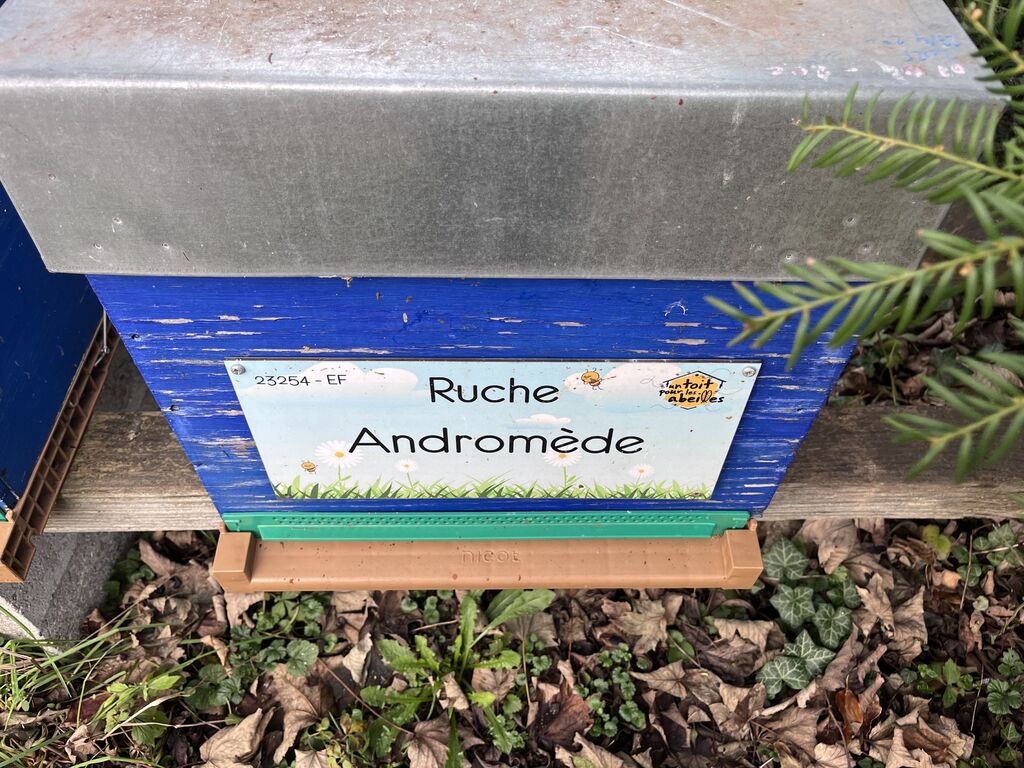 23254 - EF
Ruche
Andromède
un toit
pour les
abeilles
nicot